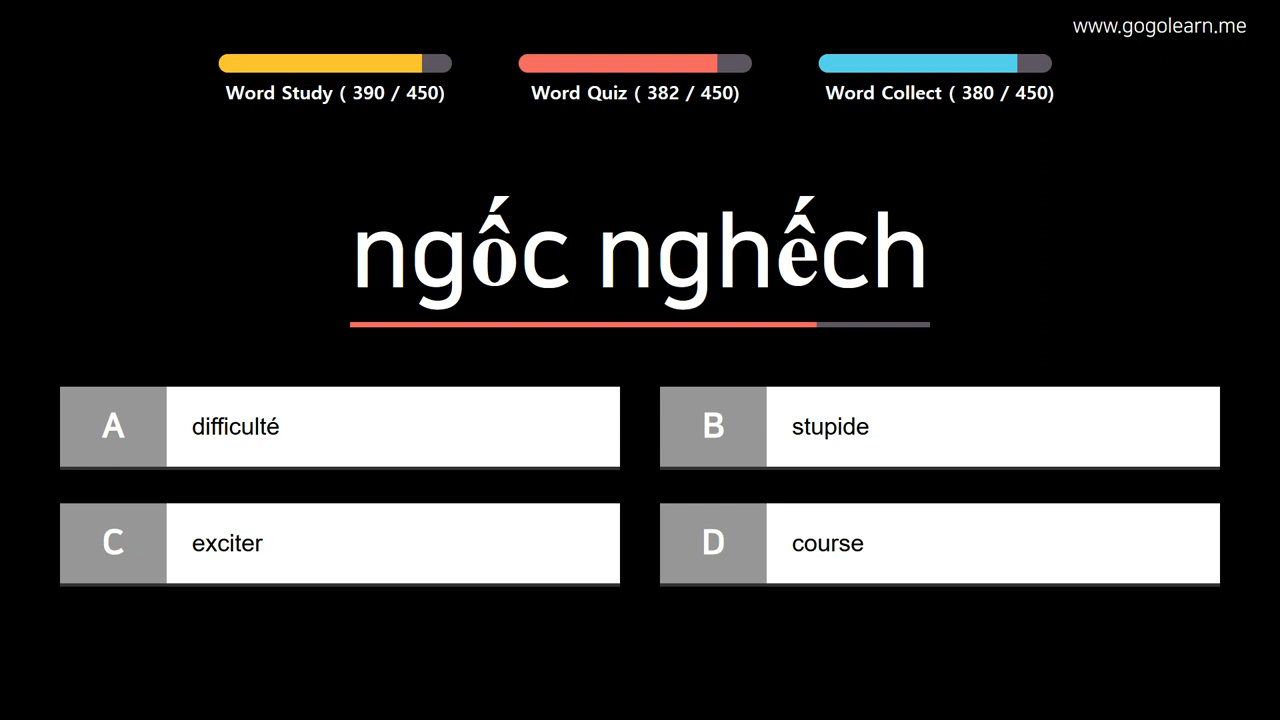 www.gogolearn.me
Word Study ( 390 / 450)
Word Quiz ( 382 / 450)
Word Collect ( 380 / 450)
ngốc nghếch
A difficulté
B stupide
C exciter
D course